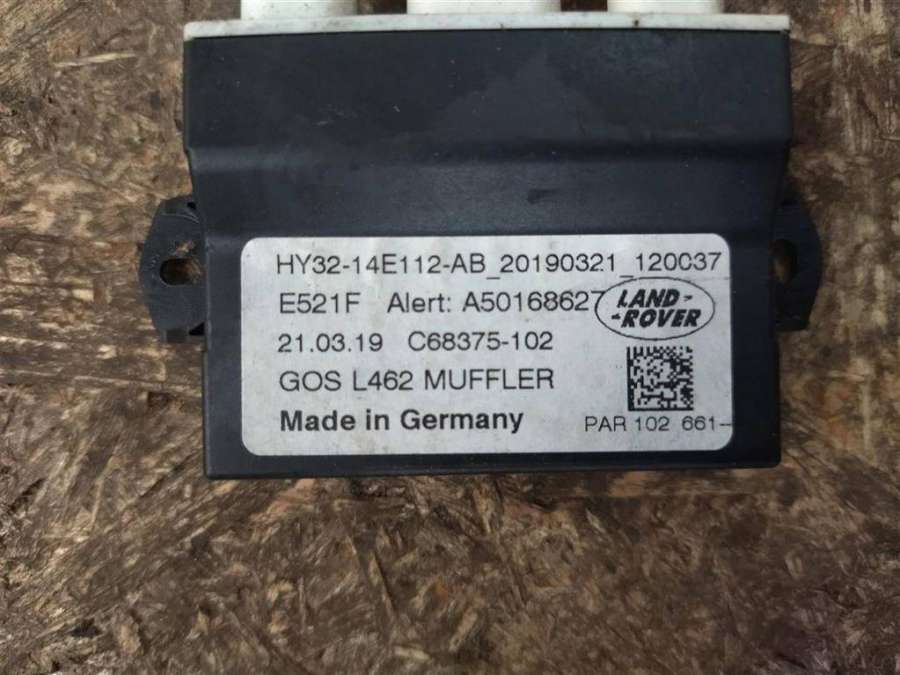 HY32-14E112-AB_20190321_120037
E521F Alert: A50168627
LAND-
-ROVER
21.03.19 C68375-102
GOS L462 MUFFLER
Made in Germany
PAR 102 661--